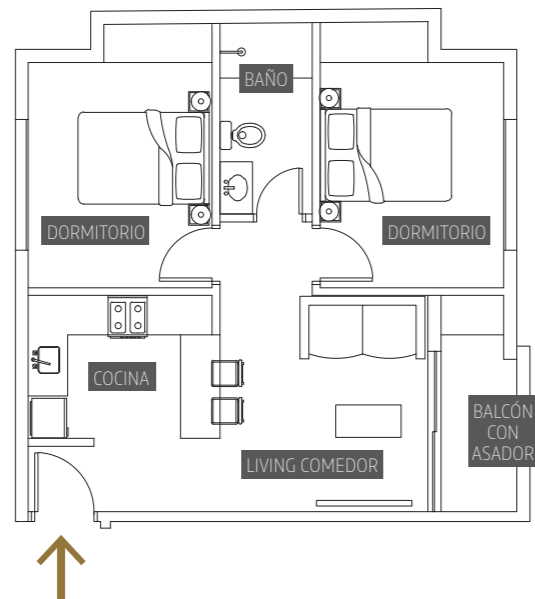 BAÑO
DORMITORIO
DORMITORIO
COCINA
BALCÓN
CON
ASADOR
LIVING COMEDOR